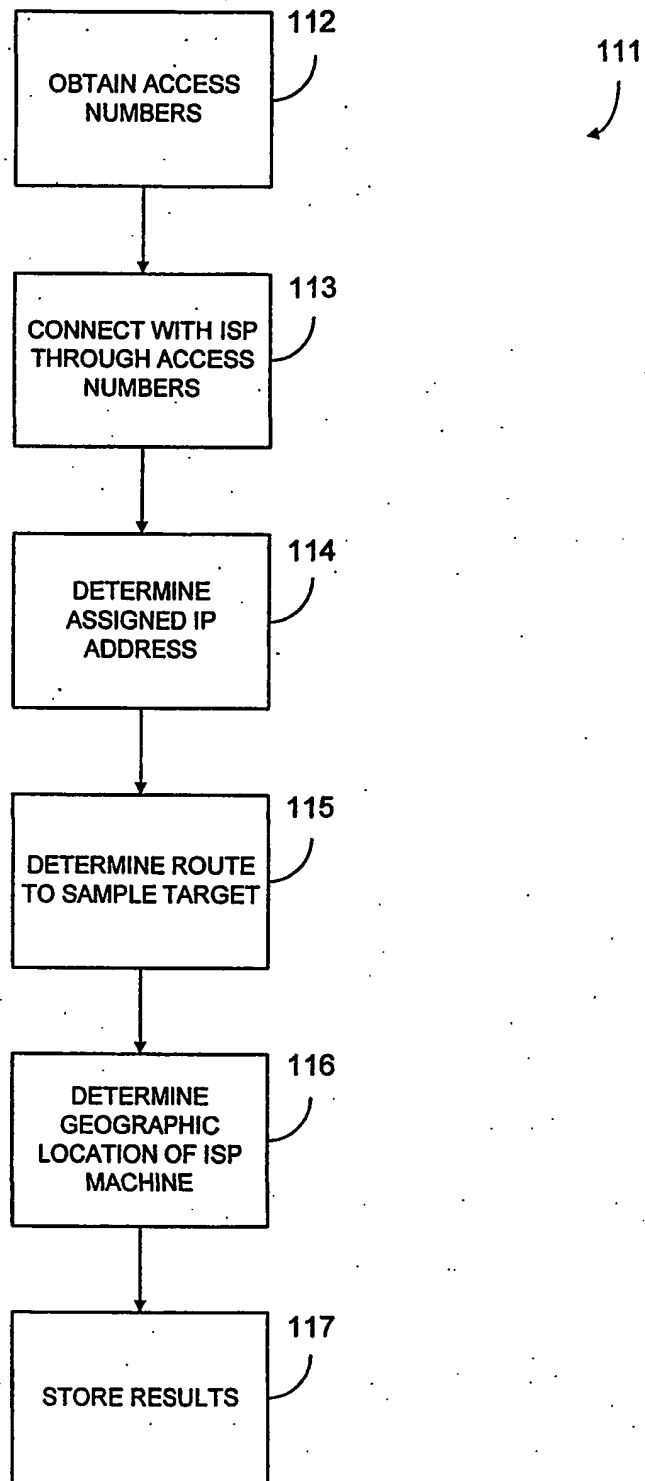 112
111
OBTAIN ACCESS
NUMBERS
113
CONNECT WITH ISP
THROUGH ACCESS
NUMBERS
114
DETERMINE
ASSIGNED IP
ADDRESS
115
DETERMINE ROUTE
TO SAMPLE TARGET
116
DETERMINE
GEOGRAPHIC
LOCATION OF ISP
MACHINE
117
STORE RESULTS